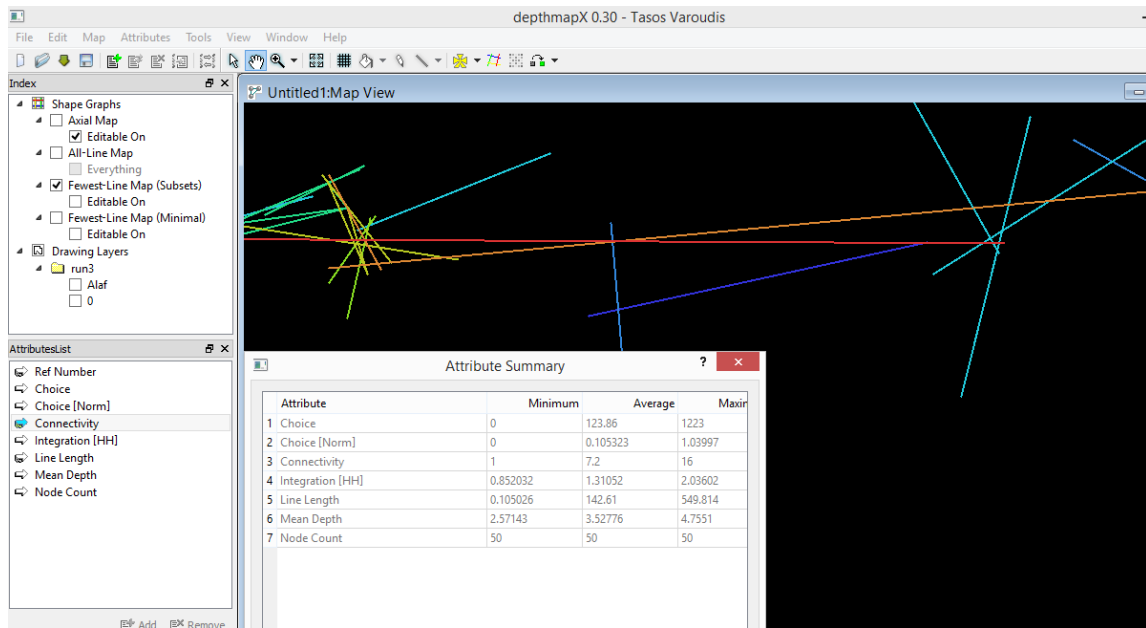 depthmapX 0.30 - Tasos Varoudis
File Edit Map Attributes Tools View Window Help
Index
Shape Graphs
Axial Map
Editable On
All-Line Map
Everything
Fewest-Line Map (Subsets)
Editable On
Fewest-Line Map (Minimal)
Editable On
Drawing Layers
run3
Alaf
0
AttributesList
Ref Number
Choice
Choice [Norm]
Connectivity
Integration [HH]
Line Length
Mean Depth
Node Count
Add Remove
Untitled1:Map View
Attribute Summary
?
Attribute Minimum Average Maxir
1 Choice 0 123.86 1223
2 Choice [Norm] 0 0.105323 1.03997
3 Connectivity 1 7.2 16
4 Integration [HH] 0.852032 1.31052 2.03602
5 Line Length 0.105026 142.61 549.814
6 Mean Depth 2.57143 3.52776 4.7551
7 Node Count 50 50 50